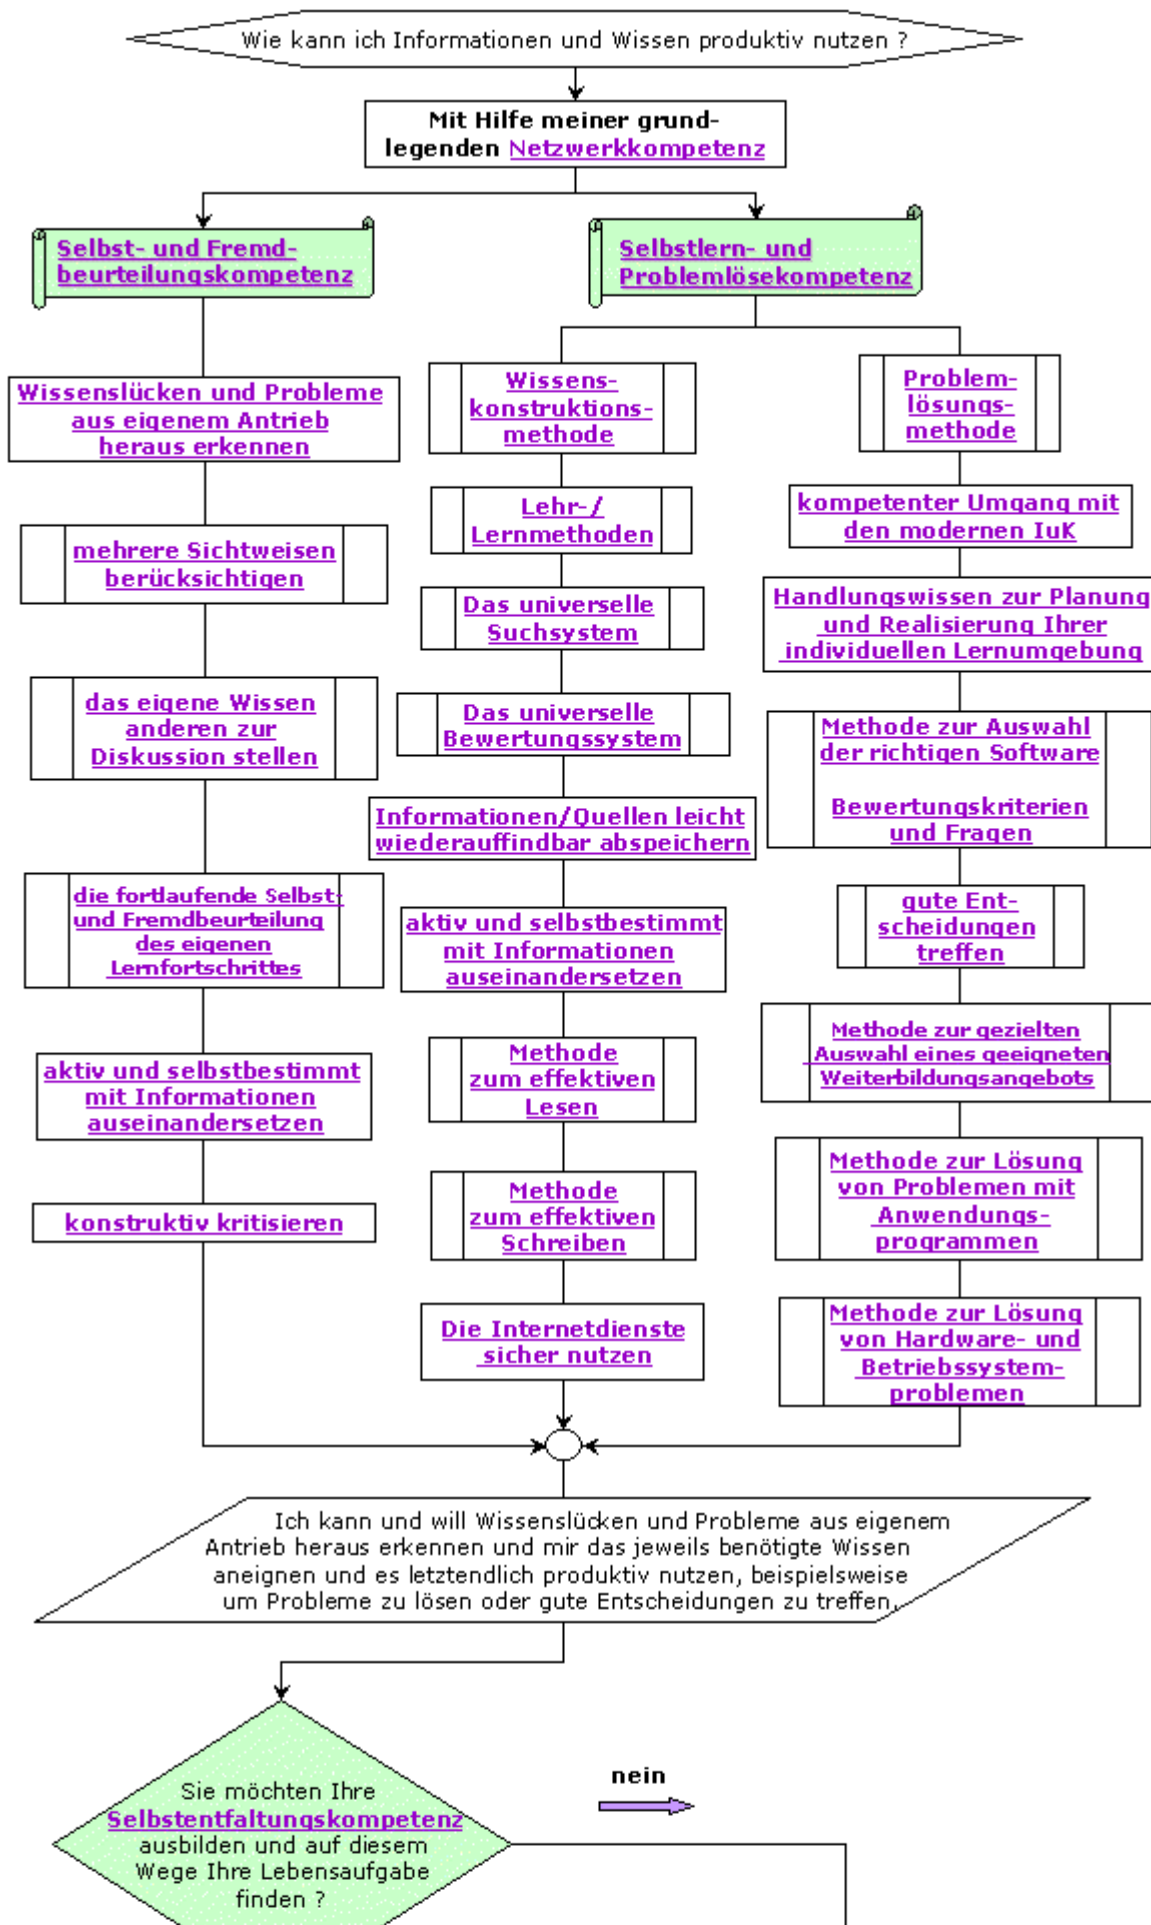 Wie kann ich Informationen und Wissen produktiv nutzen ?
Mit Hilfe meiner grund-
legenden Netzwerkkompetenz
Selbst- und Fremd-
beurteilungskompetenz
Selbstlern- und
Problemlösekompetenz
Wissenslücken und Probleme
aus eigenem Antrieb
heraus erkennen
mehrere Sichtweisen
berücksichtigen
das eigene Wissen
anderen zur
Diskussion stellen
die fortlaufende Selbst-
und Fremdbeurteilung
des eigenen
Lernfortschrittes
aktiv und selbstbestimmt
mit Informationen
auseinandersetzen
konstruktiv kritisieren
Wissens-
konstruktions-
methode
Lehr-/
Lernmethoden
Das universelle
Suchsystem
Das universelle
Bewertungssystem
Informationen/Quellen leicht
wiederauffindbar abspeichern
aktiv und selbstbestimmt
mit Informationen
auseinandersetzen
Methode
zum effektiven
Lesen
Methode
zum effektiven
Schreiben
Die Internetdienste
sicher nutzen
Problem-
lösungs-
methode
kompetenter Umgang mit
den modernen IuK
Handlungswissen zur Planung
und Realisierung Ihrer
individuellen Lernumgebung
Methode zur Auswahl
der richtigen Software
Bewertungskriterien
und Fragen
gute Ent-
scheidungen
treffen
Methode zur gezielten
Auswahl eines geeigneten
Weiterbildungsangebots
Methode zur Lösung
von Problemen mit
Anwendungs-
programmen
Methode zur Lösung
von Hardware- und
Betriebssystem-
problemen
Ich kann und will Wissenslücken und Probleme aus eigenem
Antrieb heraus erkennen und mir das jeweils benötigte Wissen
aneignen und es letztendlich produktiv nutzen, beispielsweise
um Probleme zu lösen oder gute Entscheidungen zu treffen.
nein
Sie möchten Ihre
Selbstentfaltungskompetenz
ausbilden und auf diesem
Wege Ihre Lebensaufgabe
finden ?